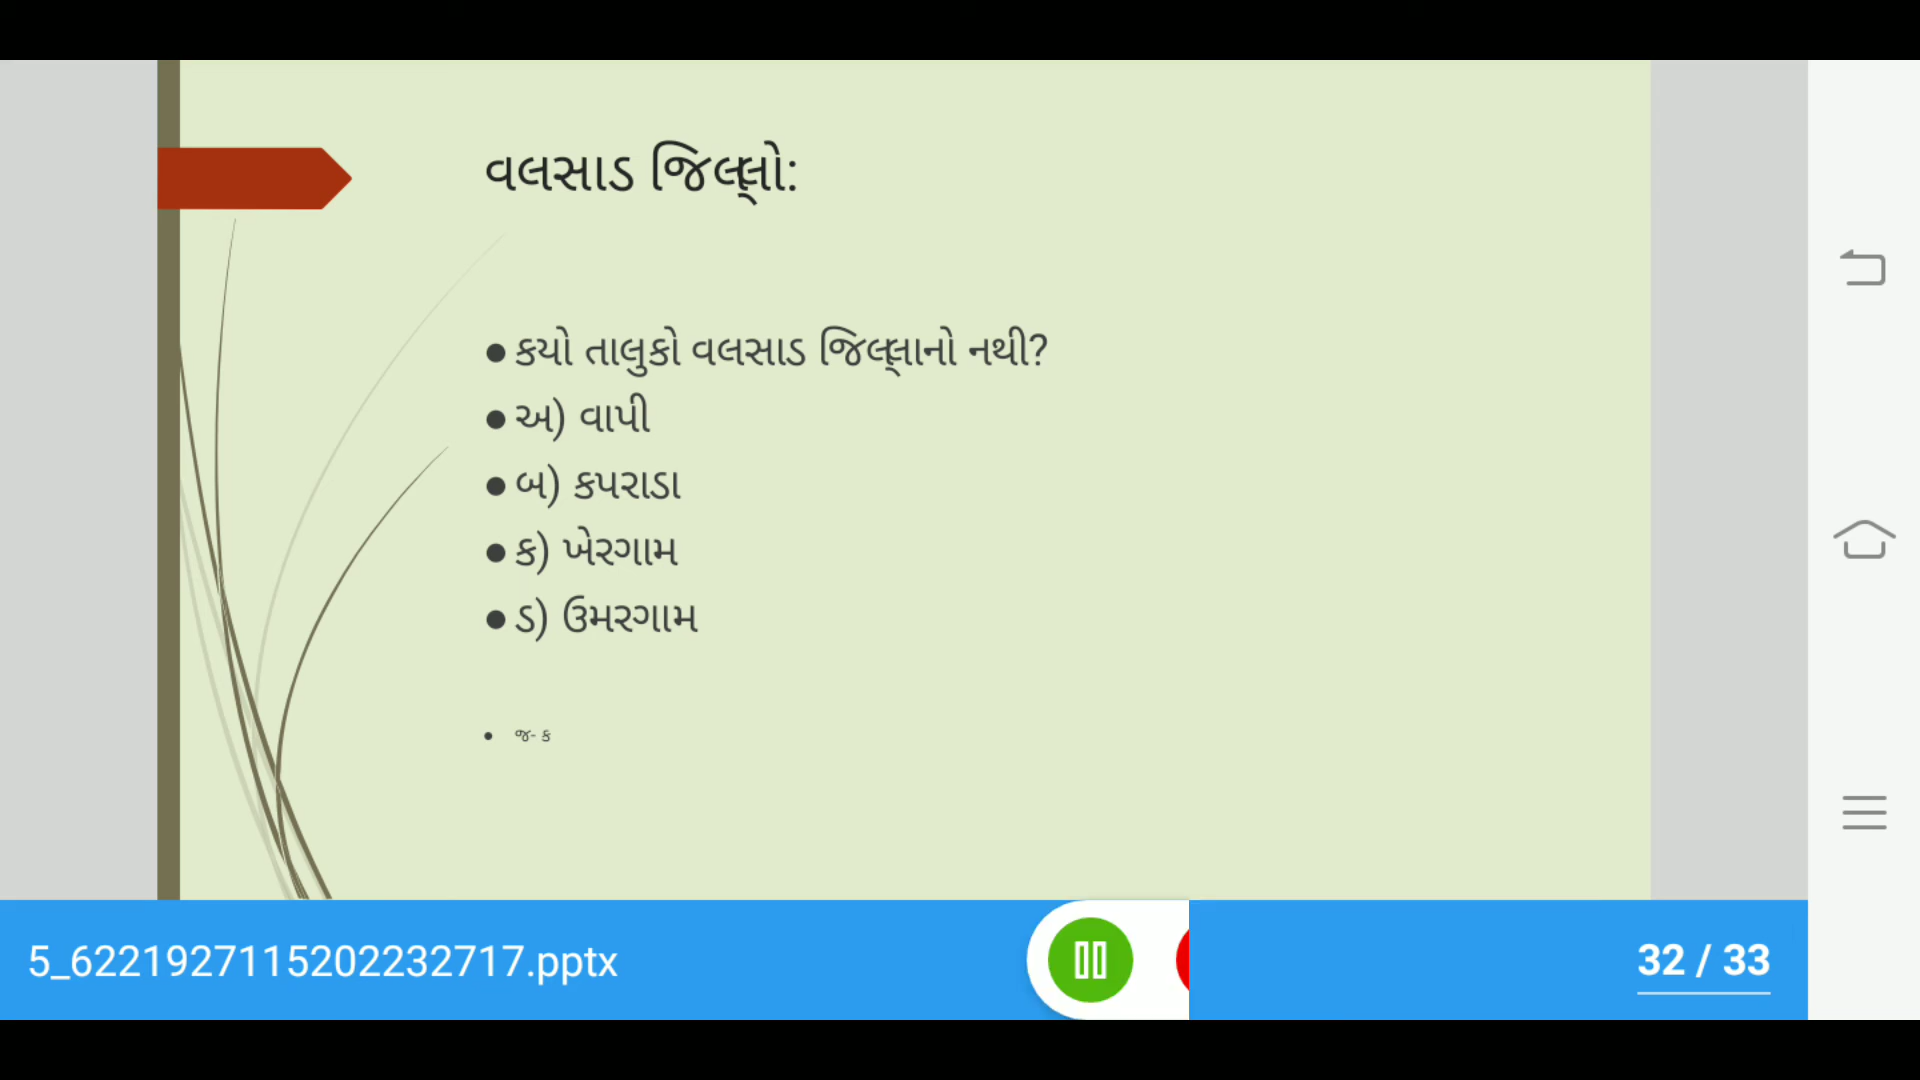 વલસાડ જિલ્લો:
કયો તાલુકો વલસાડ જિલ્લાનો નથી?
અ) વાપી
બ) કપરાડા
ક) ખેરગામ
ડ) ઉમરગામ
જ- ક
5_6221927115202232717.pptx
32 / 33